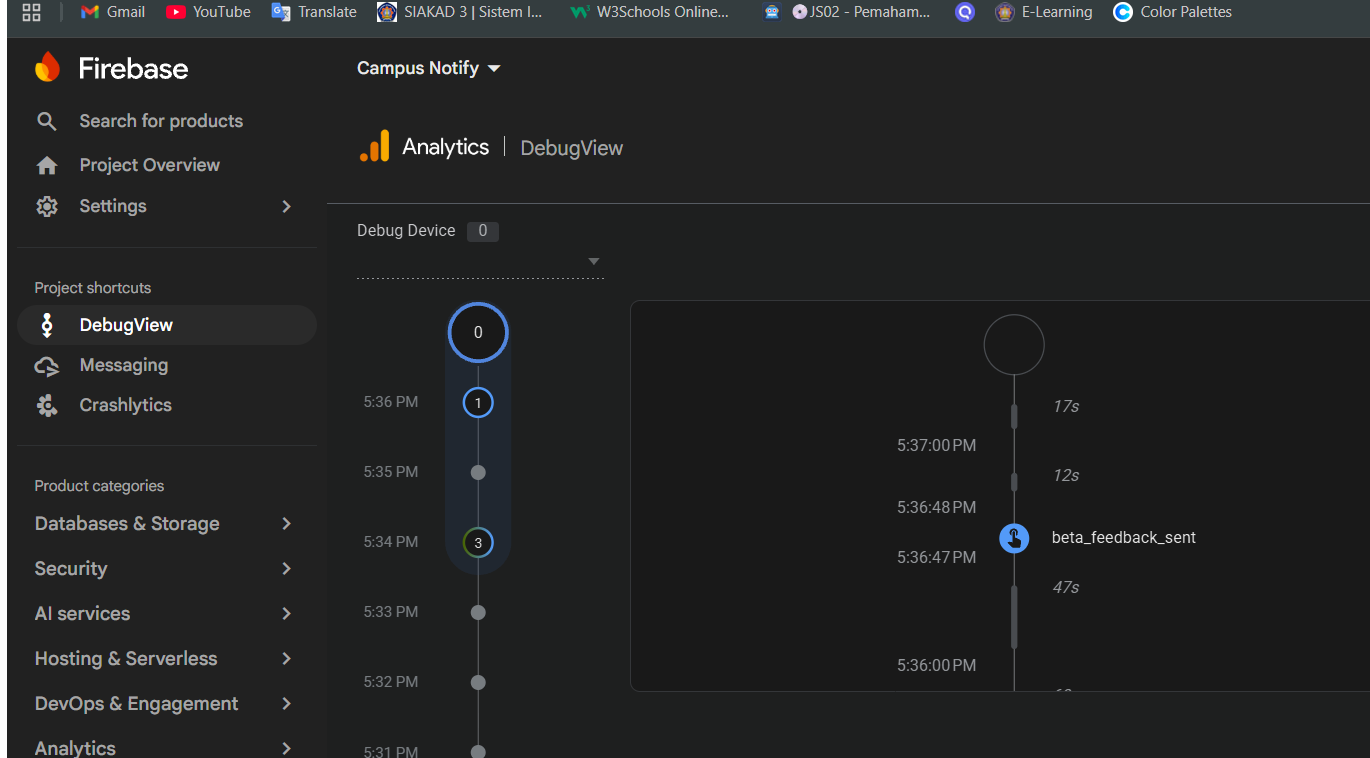 Gmail YouTube Translate SIAKAD 3 | Sistem I... W3Schools Online... JS02 - Pemaham... E-Learning Color Palettes
Firebase
Search for products
Project Overview
Settings
Project shortcuts
DebugView
Messaging
Crashlytics
Product categories
Databases & Storage
Security
AI services
Hosting & Serverless
DevOps & Engagement
Analytics
Campus Notify
Analytics | DebugView
Debug Device 0
0
5:36 PM 1
5:35 PM
5:34 PM 3
5:33 PM
5:32 PM
5:31 PM
17s
5:37:00 PM
12s
5:36:48 PM
beta_feedback_sent
5:36:47 PM
47s
5:36:00 PM